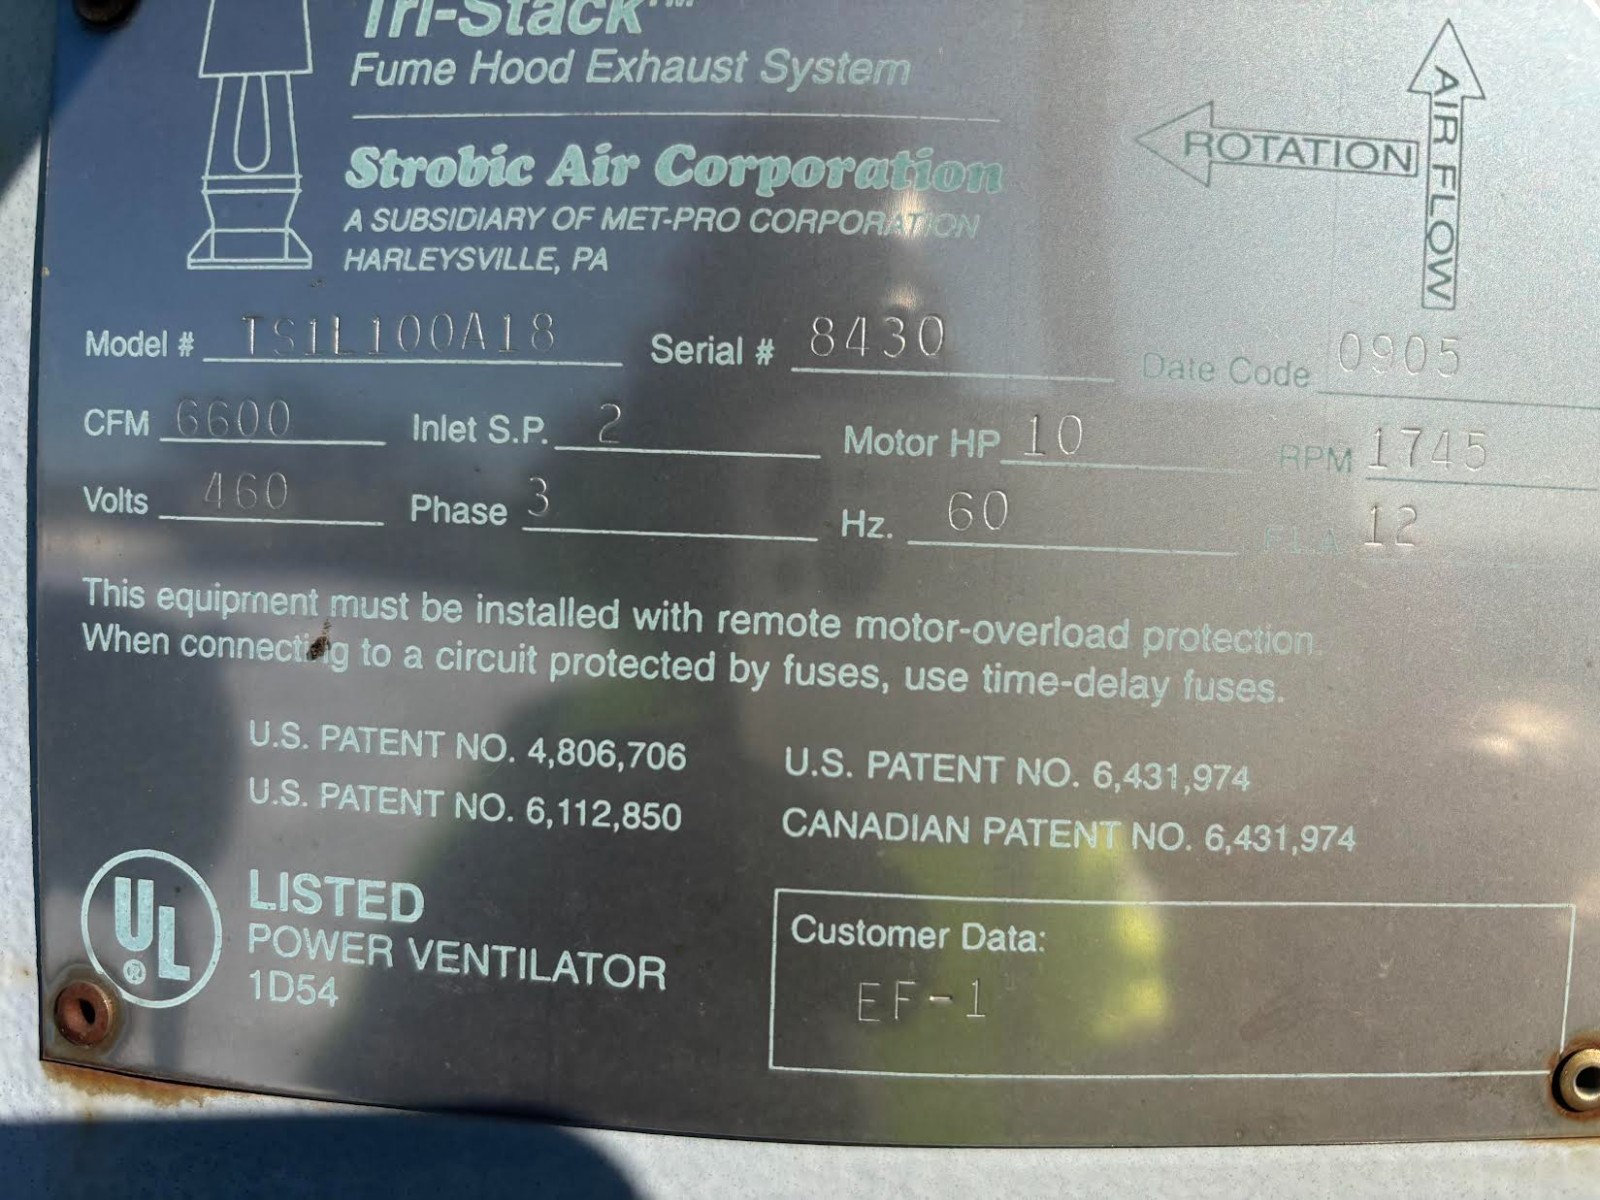 Tri-Stack™
Fume Hood Exhaust System
Strobic Air Corporation
A SUBSIDIARY OF MET-PRO CORPORATION
HARLEYSVILLE, PA
ROTATION
AIR FLOW
Model # TS1L100A18 Serial # 8430 Date Code 0905
CFM 6600 Inlet S.P. 2 Motor HP 10 RPM 1745
Volts 460 Phase 3 Hz. 60 F.L.A. 12
This equipment must be installed with remote motor-overload protection.
When connecting to a circuit protected by fuses, use time-delay fuses.
U.S. PATENT NO. 4,806,706 U.S. PATENT NO. 6,431,974
U.S. PATENT NO. 6,112,850 CANADIAN PATENT NO. 6,431,974
UL ®
LISTED
POWER VENTILATOR
1D54
Customer Data:
EF-1